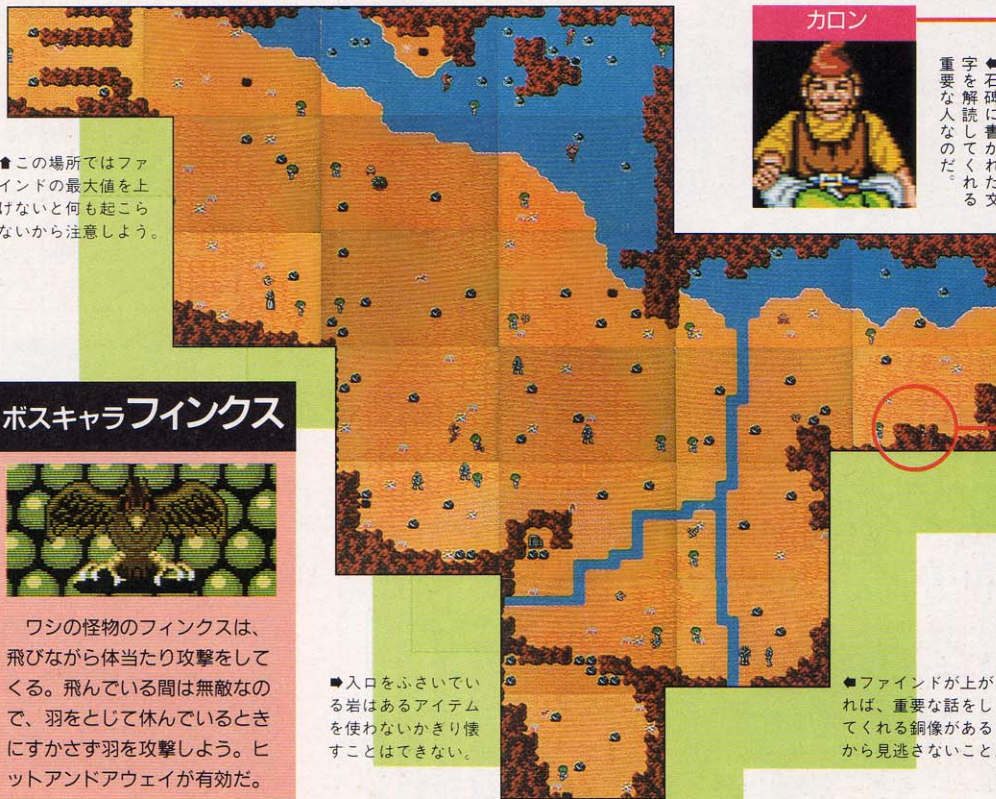 カロン
⬅石碑に書かれた文
字を解読してくれる
重要な人なのだ。
⬆この場所ではファ
インドの最大値を上
げないと何も起こら
ないから注意しよう。
ボスキャラフィンクス
ワシの怪物のフィンクスは、
飛びながら体当たり攻撃をして
くる。飛んでいる間は無敵なの
で、羽をとじて休んでいるとき
にすかさず羽を攻撃しよう。ヒ
ットアンドアウェイが有効だ。
➡入口をふさいでい
る岩はあるアイテム
を使わないかぎり懐
すことはできない。
⬅ファインドが上が
れば、重要な話をし
てくれる銅像がある
から見逃さないこと